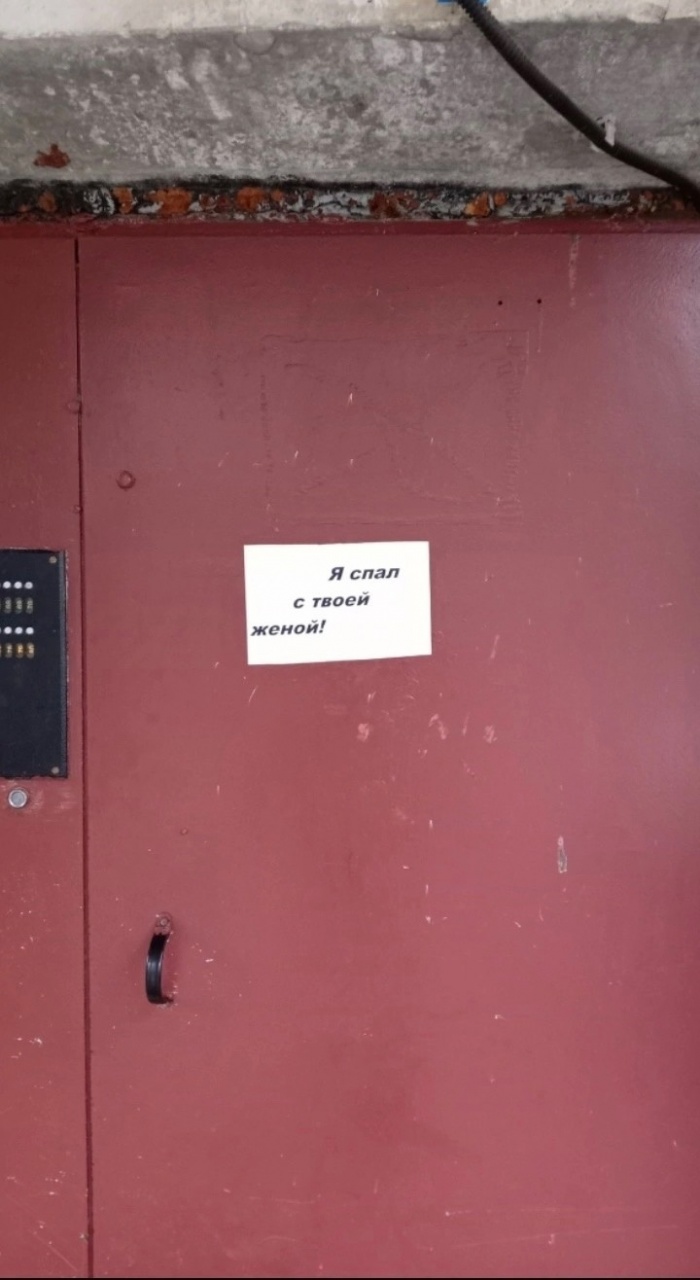 Я спал
с твоей
женой!